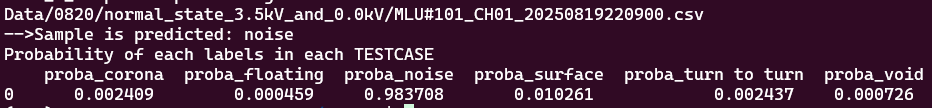 Data/0820/normal_state_3.5kV_and_0.0kV/MLU#101_CH01_20250819220900.csv
-->Sample is predicted: noise
Probability of each labels in each TESTCASE
proba_corona  proba_floating  proba_noise  proba_surface  proba_turn to turn  proba_void
0  0.002409  0.000459  0.983708  0.010261  0.002437  0.000726